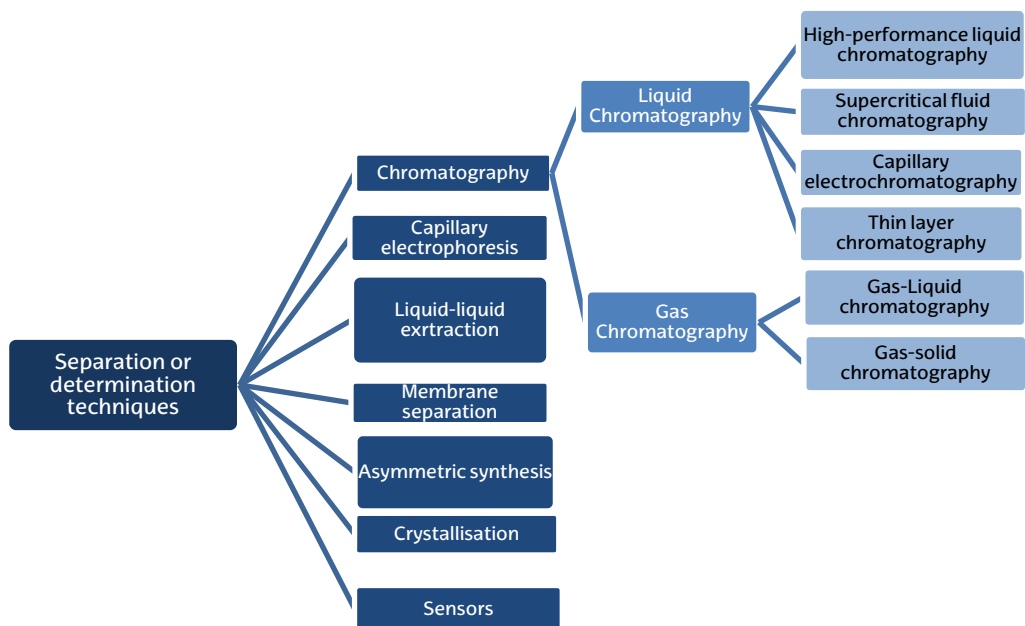 Separation or
determination
techniques
Chromatography
Capillary
electrophoresis
Liquid-liquid
exrtraction
Membrane
separation
Asymmetric synthesis
Crystallisation
Sensors
Liquid
Chromatography
Gas
Chromatography
High-performance liquid
chromatography
Supercritical fluid
chromatography
Capillary
electrochromatography
Thin layer
chromatography
Gas-Liquid
chromatography
Gas-solid
chromatography